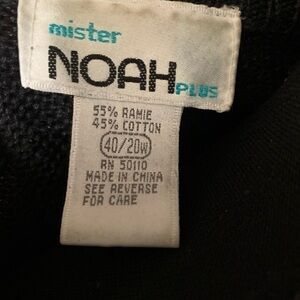 mister
NOAH PLUS
55% RAMIE
45% COTTON
40/20W
RN 50110
MADE IN CHINA
SEE REVERSE
FOR CARE